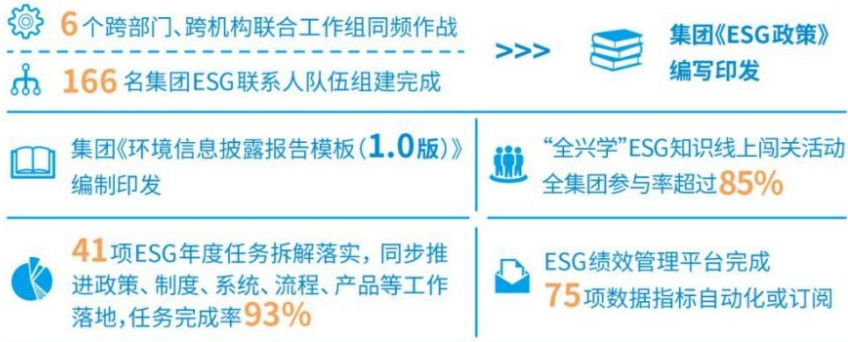 6个跨部门、跨机构联合工作组同频作战
166名集团ESG联系人队伍组建完成
>>>
集团《ESG政策》
编写印发
集团《环境信息披露报告模板（1.0版）》
编制印发
“全兴学”ESG知识线上闯关活动
全集团参与率超过85%
41项ESG年度任务拆解落实，同步推
进政策、制度、系统、流程、产品等工作
落地，任务完成率93%
ESG绩效管理平台完成
75项数据指标自动化或订阅